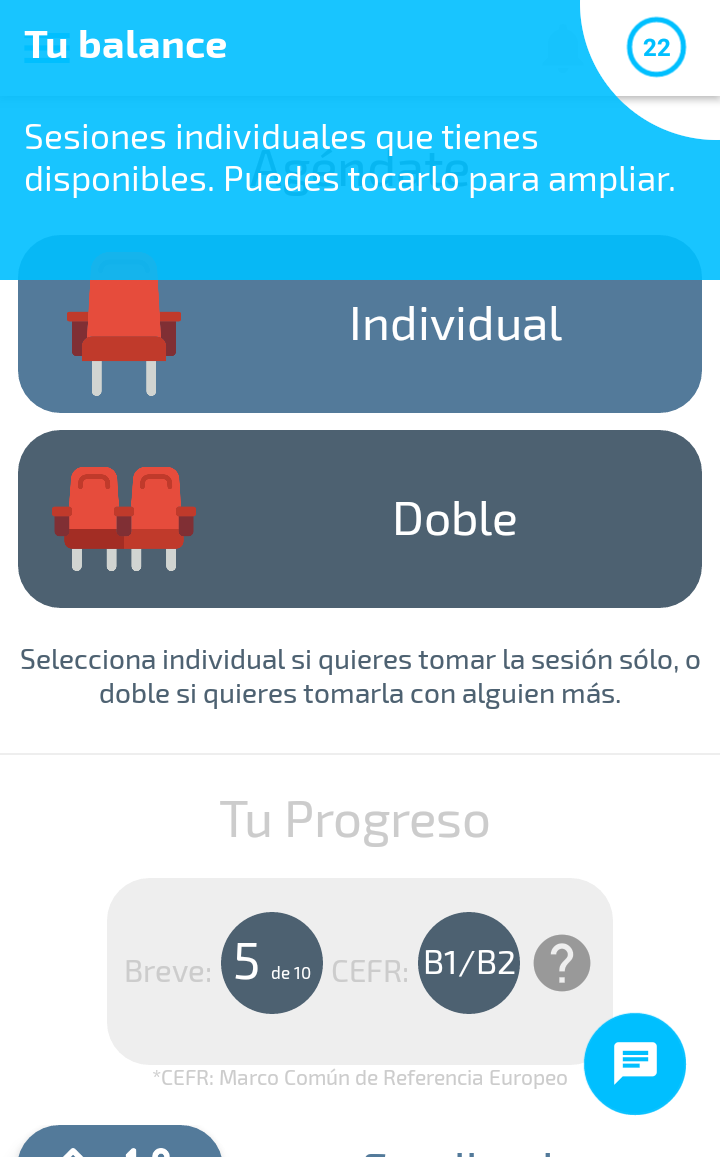 Tu balance
22
Sesiones individuales que tienes
disponibles. Puedes tocarlo para ampliar.
Agéndate
Individual
Doble
Selecciona individual si quieres tomar la sesión sólo, o
doble si quieres tomarla con alguien más.
Tu Progreso
Breve: 5 de 10 CEFR: B1/B2 ?
*CEFR: Marco Común de Referencia Europeo